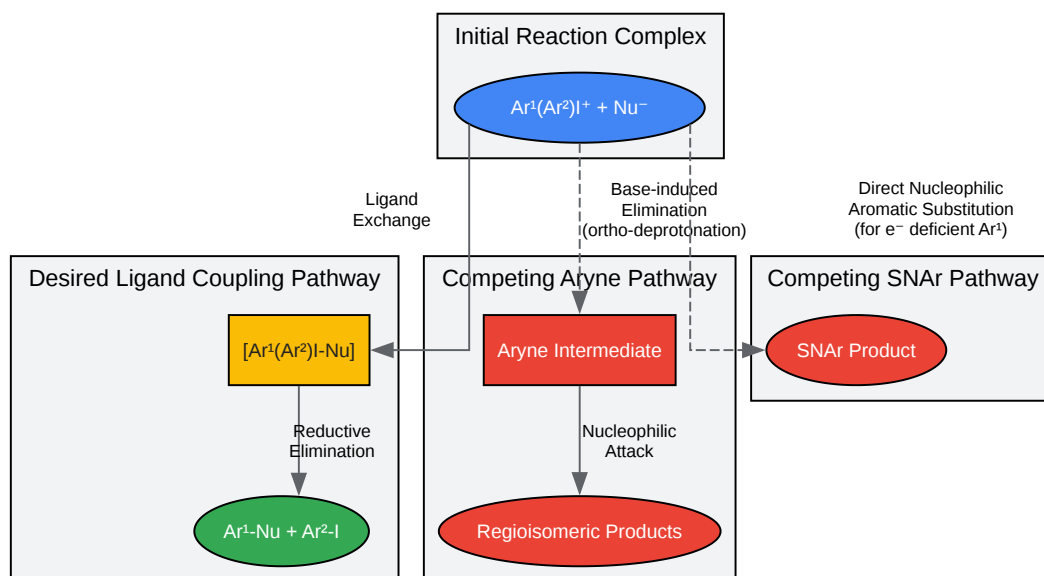 Initial Reaction Complex
Ar¹(Ar²)I⁺ + Nu⁻
Ligand
Exchange
Base-induced
Elimination
(ortho-deprotonation)
Direct Nucleophilic
Aromatic Substitution
(for e⁻ deficient Ar¹)
Desired Ligand Coupling Pathway
Competing Aryne Pathway
Competing SNAr Pathway
[Ar¹(Ar²)I-Nu]
Aryne Intermediate
SNAr Product
Reductive
Elimination
Nucleophilic
Attack
Ar¹-Nu + Ar²-I
Regioisomeric Products